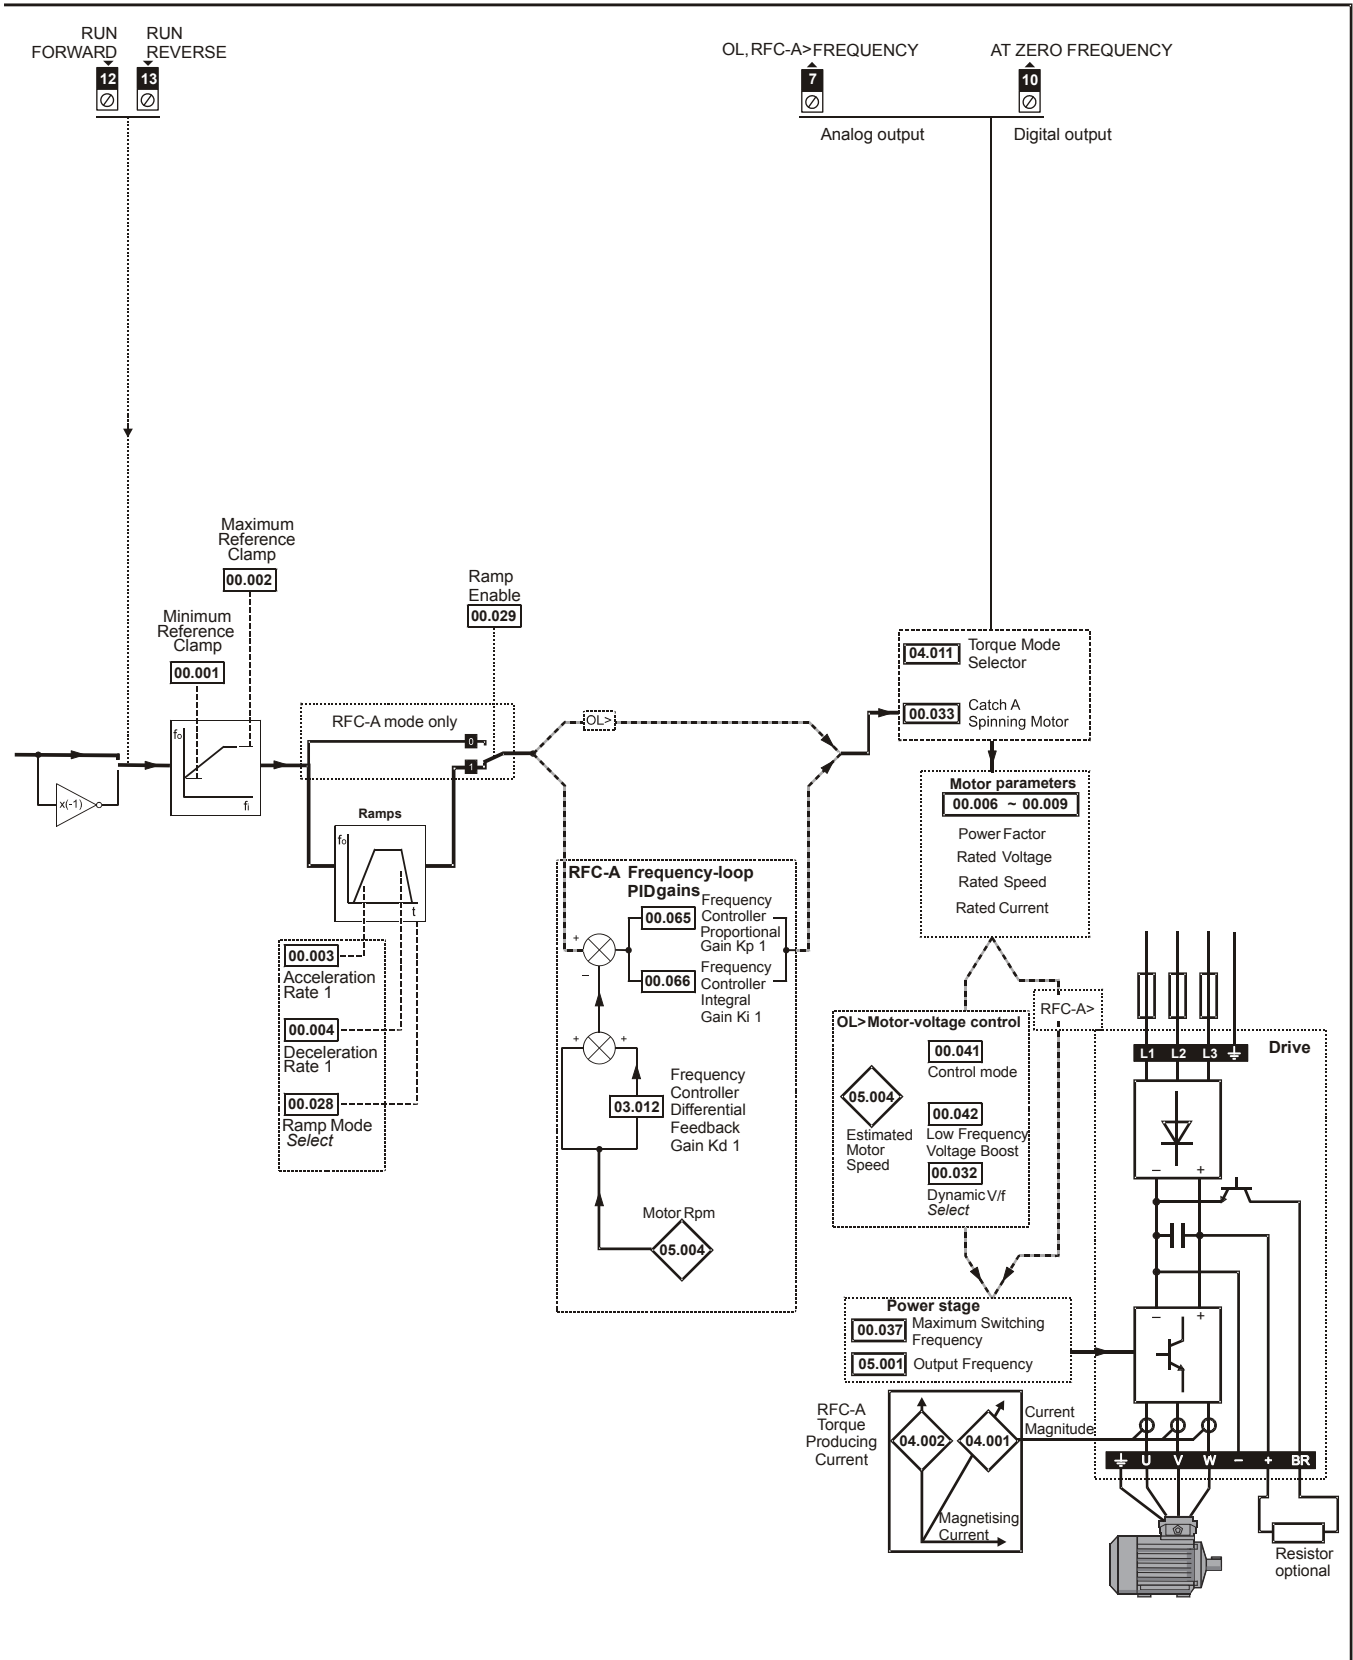 RUN
FORWARD
RUN
REVERSE
12
13
OL, RFC-A>FREQUENCY
7
AT ZERO FREQUENCY
10
Analog output
Digital output
Maximum
Reference
Clamp
00.002
Minimum
Reference
Clamp
00.001
Ramp
Enable
00.029
fo
fi
x(-1)
RFC-A mode only
0
1
Ramps
fo
t
00.003
Acceleration
Rate 1
00.004
Deceleration
Rate 1
00.028
Ramp Mode
Select
OL>
RFC-A Frequency-loop
PID gains
00.065
Frequency
Controller
Proportional
Gain Kp 1
00.066
Frequency
Controller
Integral
Gain Ki 1
+
–
+
+
03.012
Frequency
Controller
Differential
Feedback
Gain Kd 1
Motor Rpm
05.004
04.011
Torque Mode
Selector
00.033
Catch A
Spinning Motor
Motor parameters
00.006 ~ 00.009
Power Factor
Rated Voltage
Rated Speed
Rated Current
RFC-A>
OL>Motor-voltage control
00.041
Control mode
05.004
Estimated
Motor
Speed
00.042
Low Frequency
Voltage Boost
00.032
Dynamic V/f
Select
Power stage
00.037
Maximum Switching
Frequency
05.001
Output Frequency
RFC-A
Torque
Producing
Current
04.002
04.001
Current
Magnitude
Magnetising
Current
L1 L2 L3
Drive
– +
– +
U V W – + BR
Resistor
optional